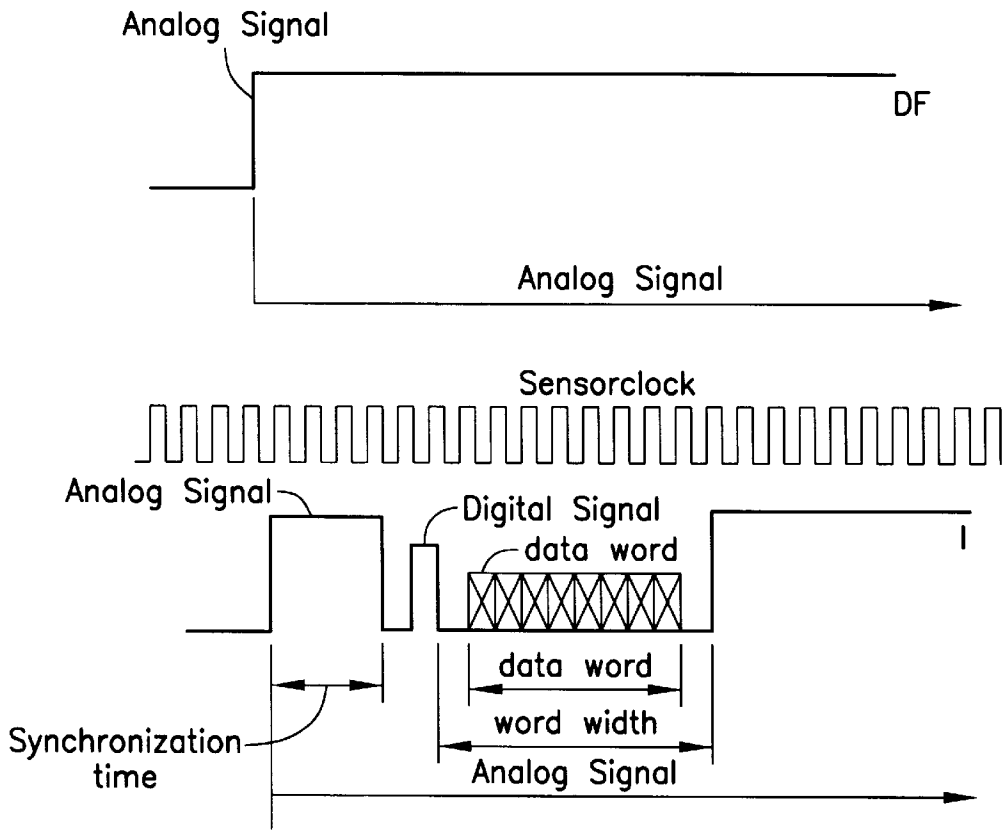 Analog Signal
DF
Analog Signal
Sensorclock
Analog Signal
Digital Signal
I
data word
data word
word width
Synchronization
time
Analog Signal